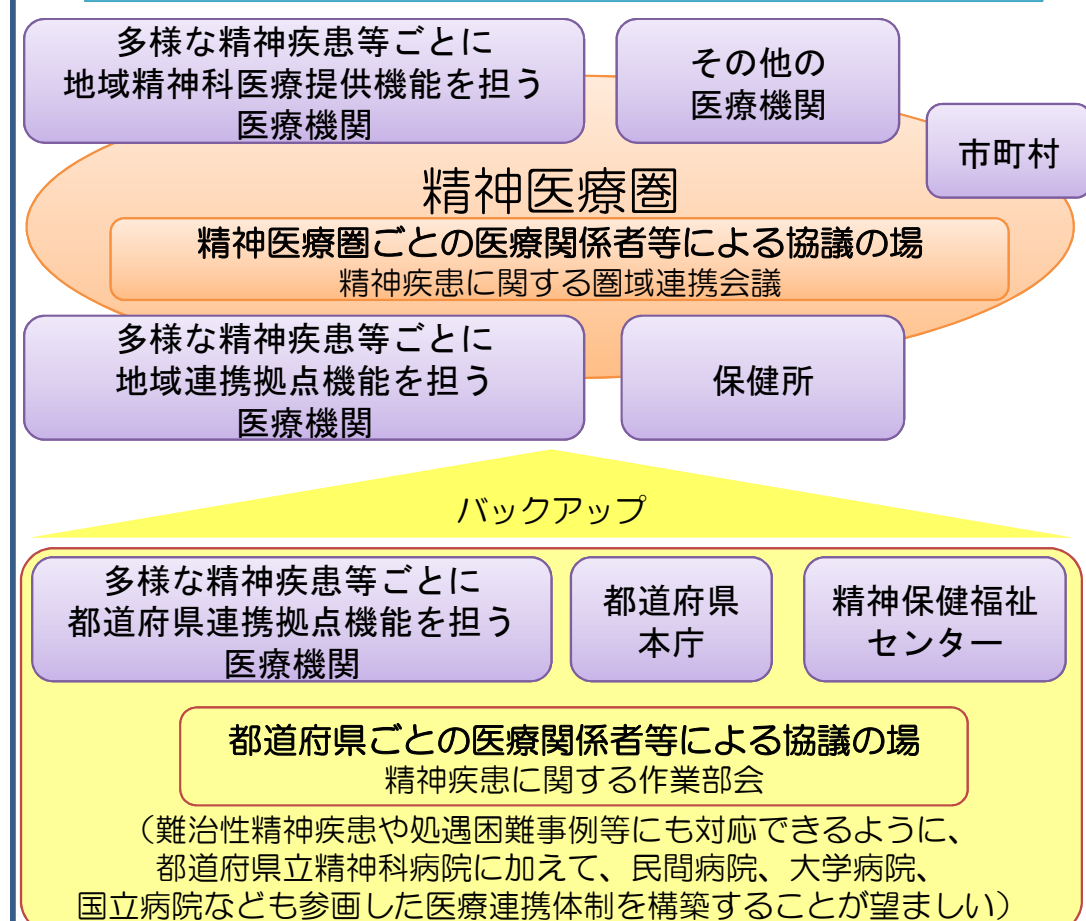 多様な精神疾患等ごとに
地域精神科医療提供機能を担う
医療機関
その他の
医療機関
市町村
精神医療圏
精神医療圏ごとの医療関係者等による協議の場
精神疾患に関する圏域連携会議
多様な精神疾患等ごとに
地域連携拠点機能を担う
医療機関
保健所
バックアップ
多様な精神疾患等ごとに
都道府県連携拠点機能を担う
医療機関
都道府県
本庁
精神保健福祉
センター
都道府県ごとの医療関係者等による協議の場
精神疾患に関する作業部会
（難治性精神疾患や処遇困難事例等にも対応できるように、
都道府県立精神科病院に加えて、民間病院、大学病院、
国立病院なども参画した医療連携体制を構築することが望ましい）